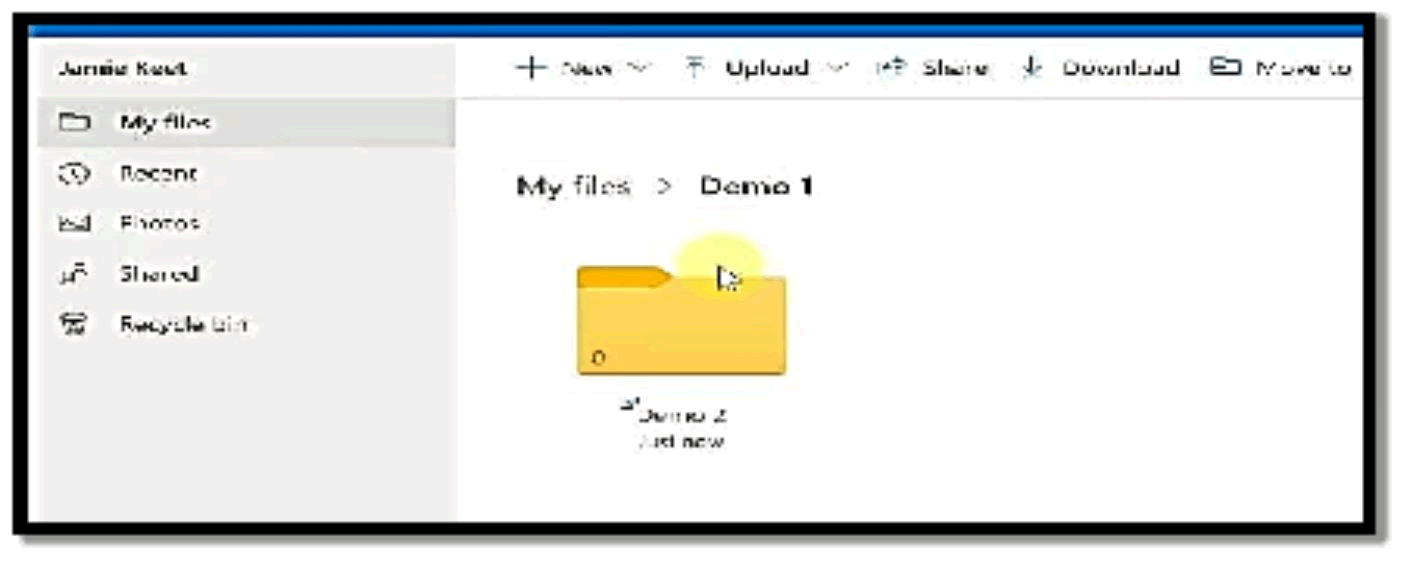 Jamie Keet
My files
Recent
Photos
Shared
Recycle bin
New Upload Share Download Move to
My files > Demo 1
0
Demo 2
Just now